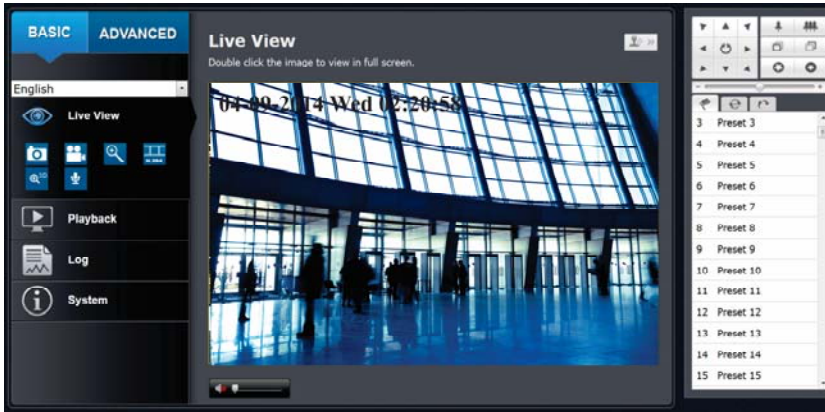 BASIC ADVANCED
English
Live View
Playback
Log
System
Live View
Double click the image to view in full screen.
04-09-2014 Wed 02:20:58
3 Preset 3
4 Preset 4
5 Preset 5
6 Preset 6
7 Preset 7
8 Preset 8
9 Preset 9
10 Preset 10
11 Preset 11
12 Preset 12
13 Preset 13
14 Preset 14
15 Preset 15